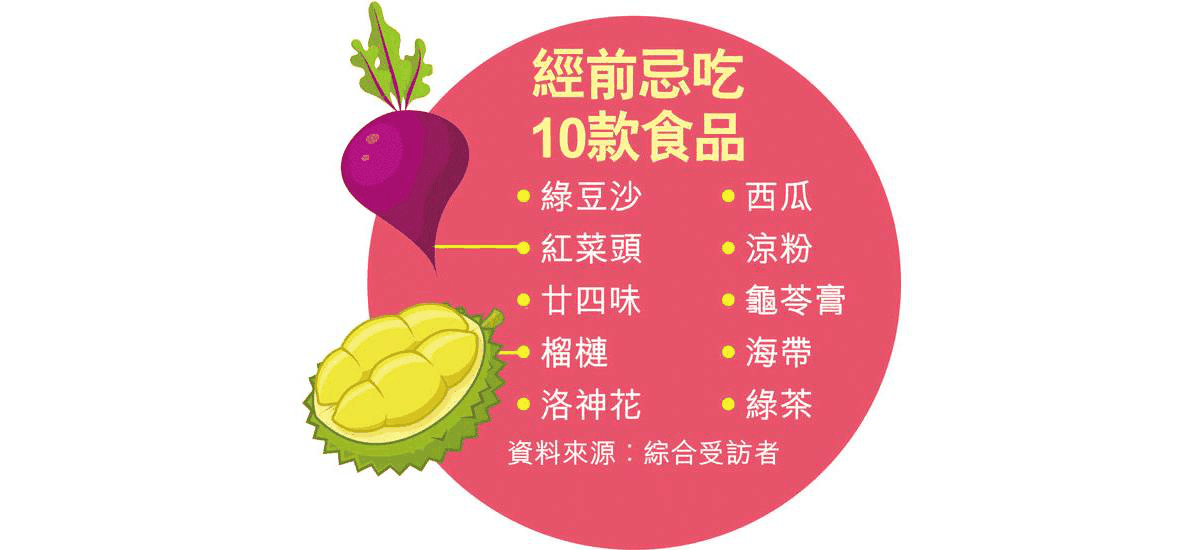 經前忌吃
10款食品
• 綠豆沙
• 紅菜頭
• 廿四味
• 榴槤
• 洛神花
• 西瓜
• 涼粉
• 龜苓膏
• 海帶
• 綠茶
資料來源：綜合受訪者